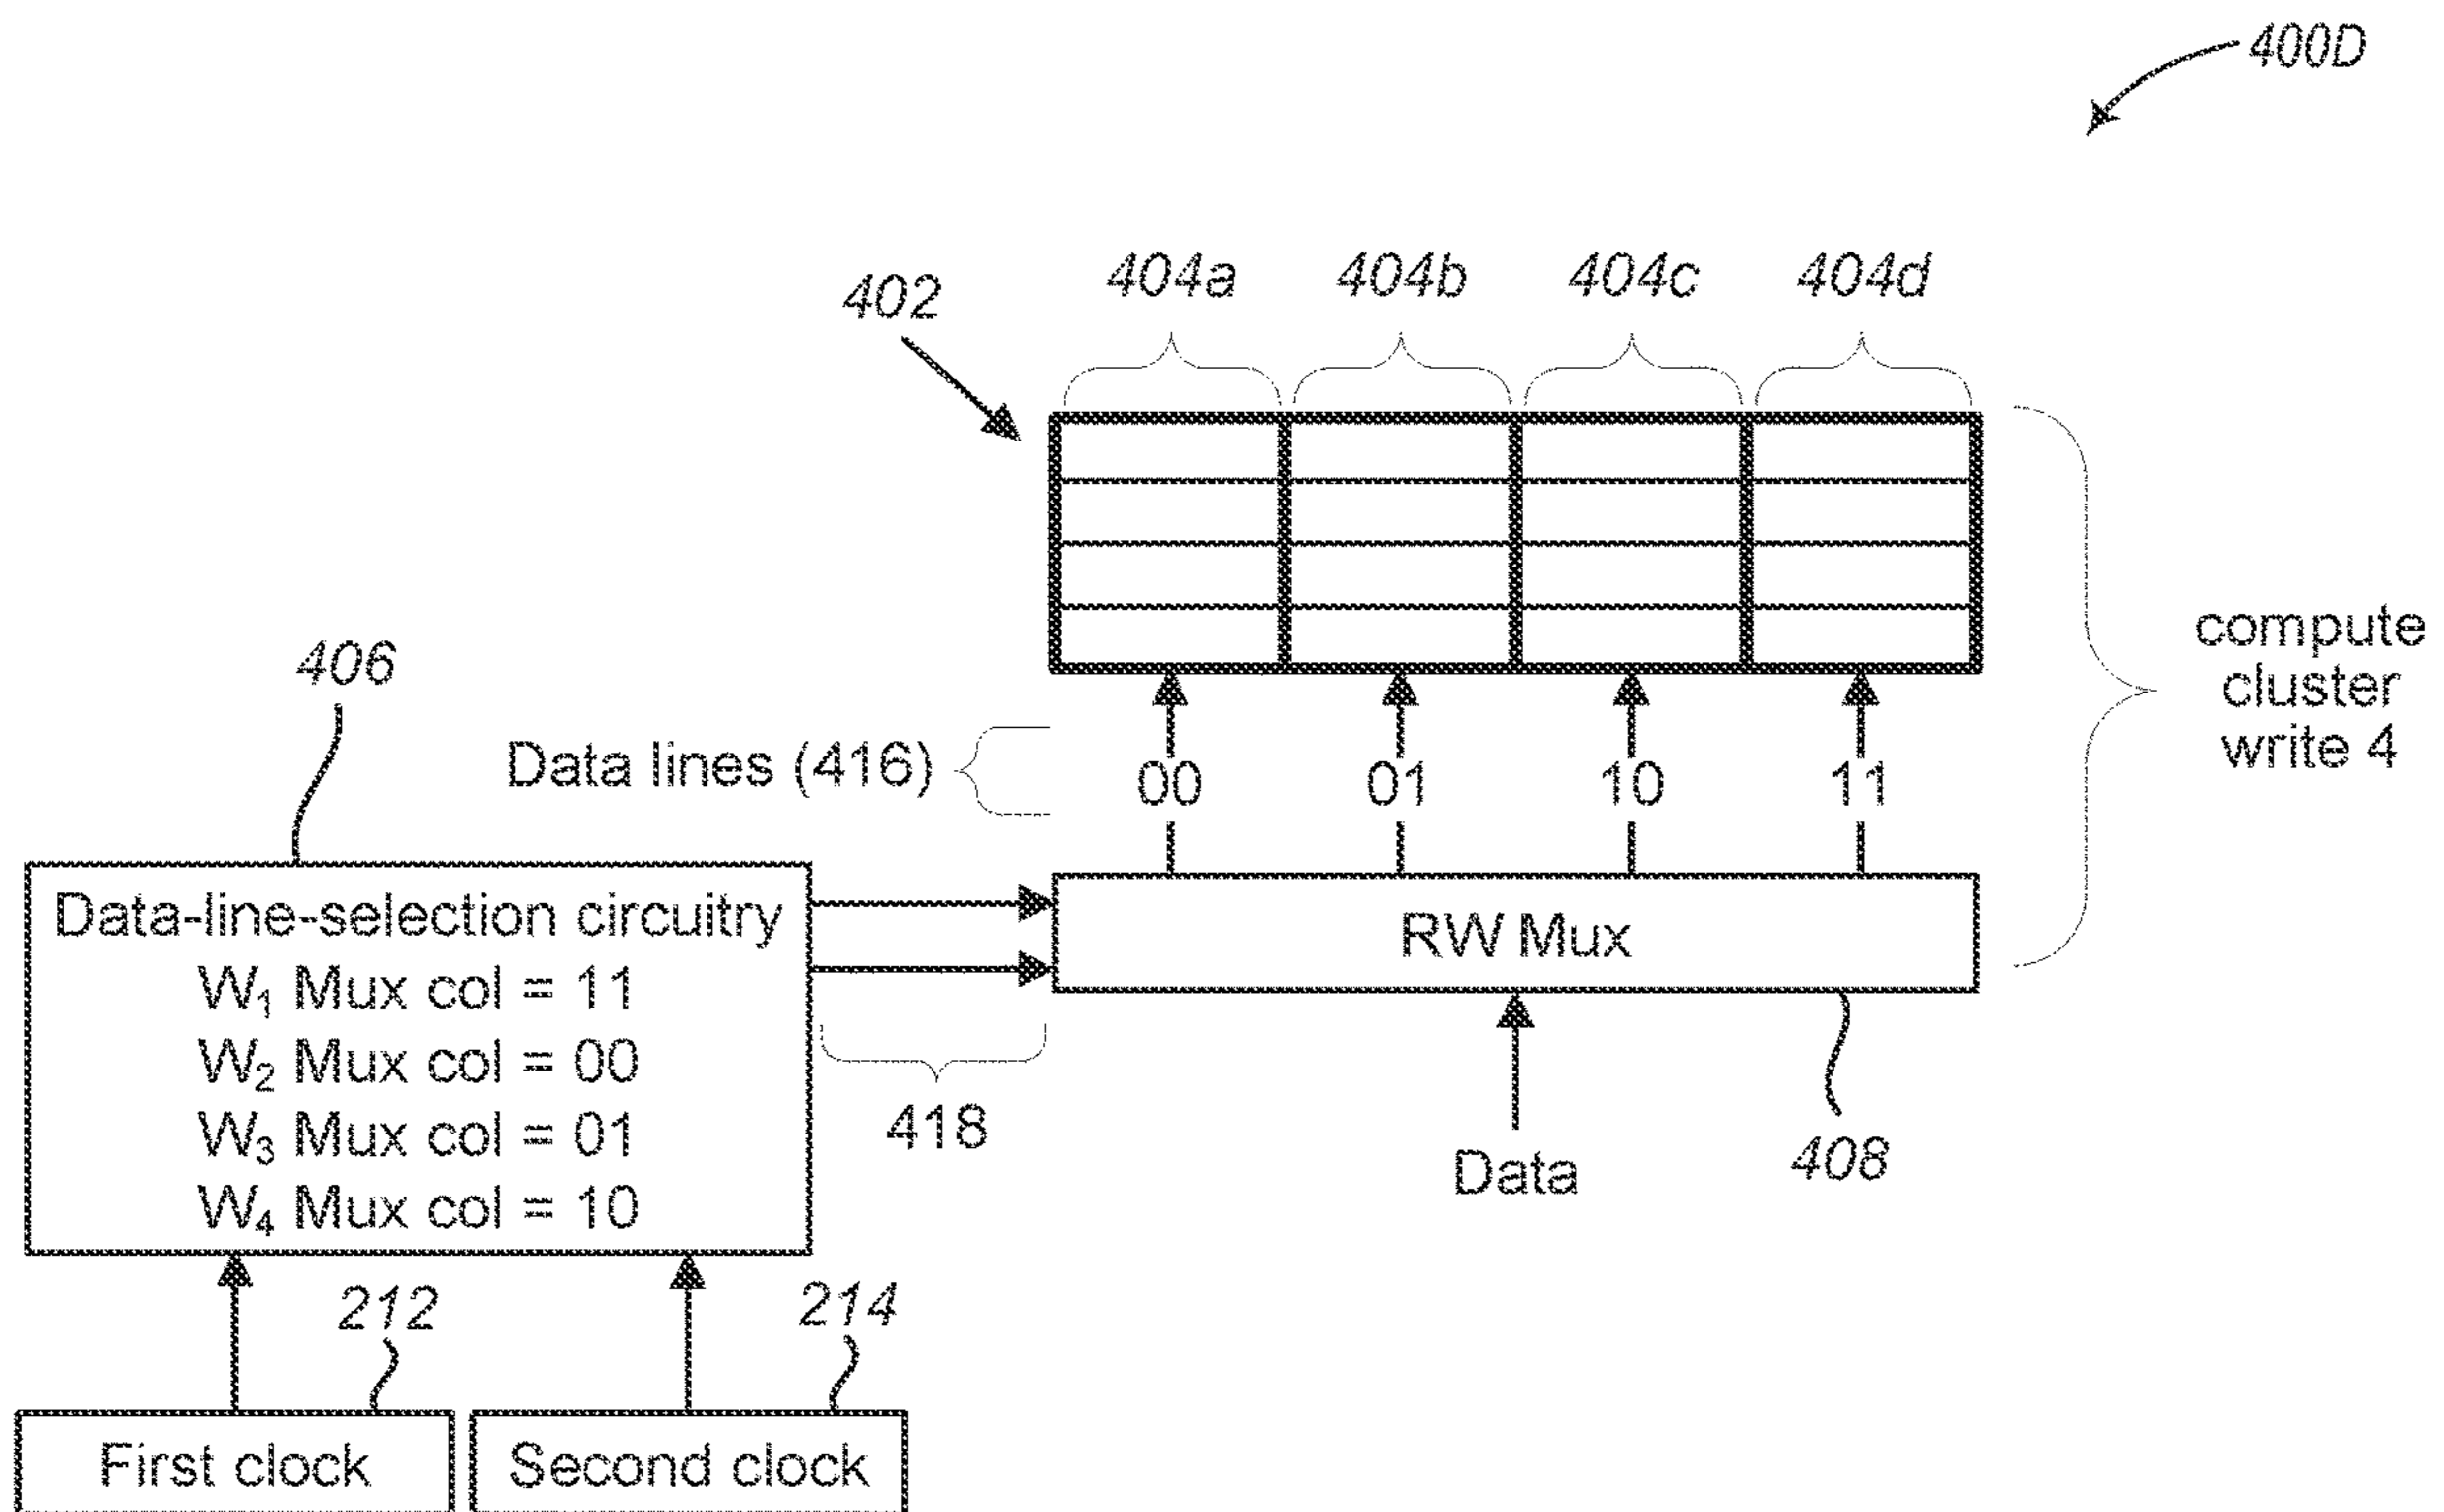 400D
402
404a 404b 404c 404d
compute
cluster
write 4
406
Data lines (416)
00 01 10 11
Data-line-selection circuitry
W₁ Mux col = 11
W₂ Mux col = 00
W₃ Mux col = 01
W₄ Mux col = 10
RW Mux
418
Data
408
212
214
First clock
Second clock